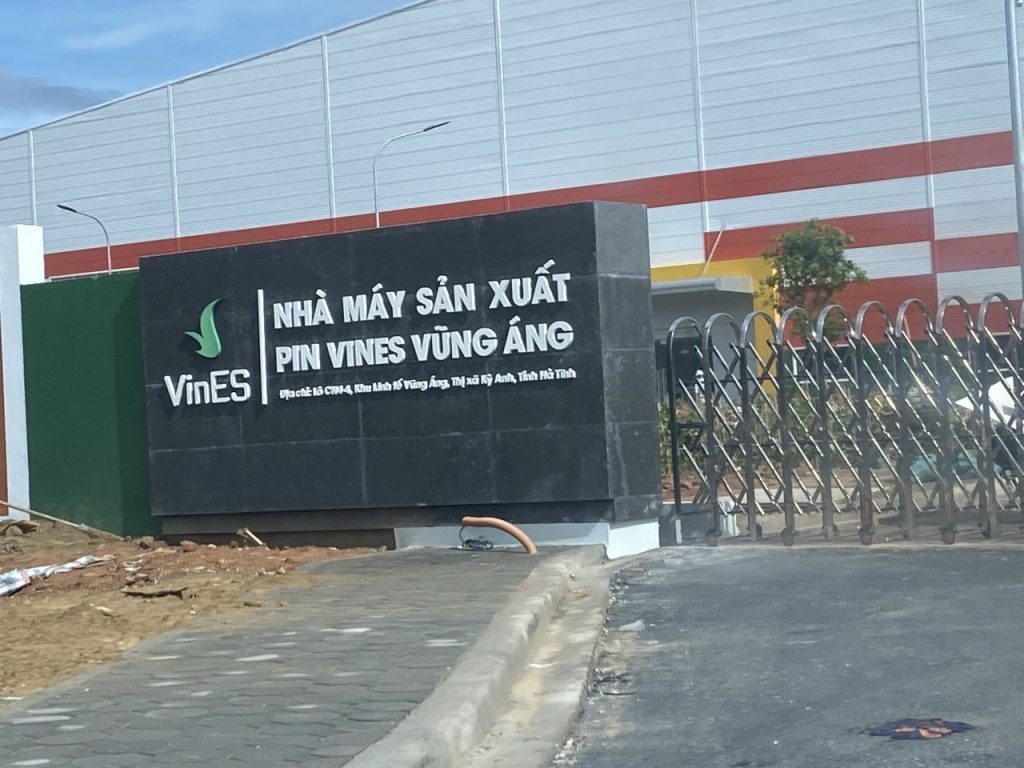 NHÀ MÁY SẢN XUẤT
PIN VINES VŨNG ÁNG
Địa chỉ: Lô CN4-4, Khu kinh tế Vũng Áng, Thị xã Kỳ Anh, Tỉnh Hà Tĩnh
VinES